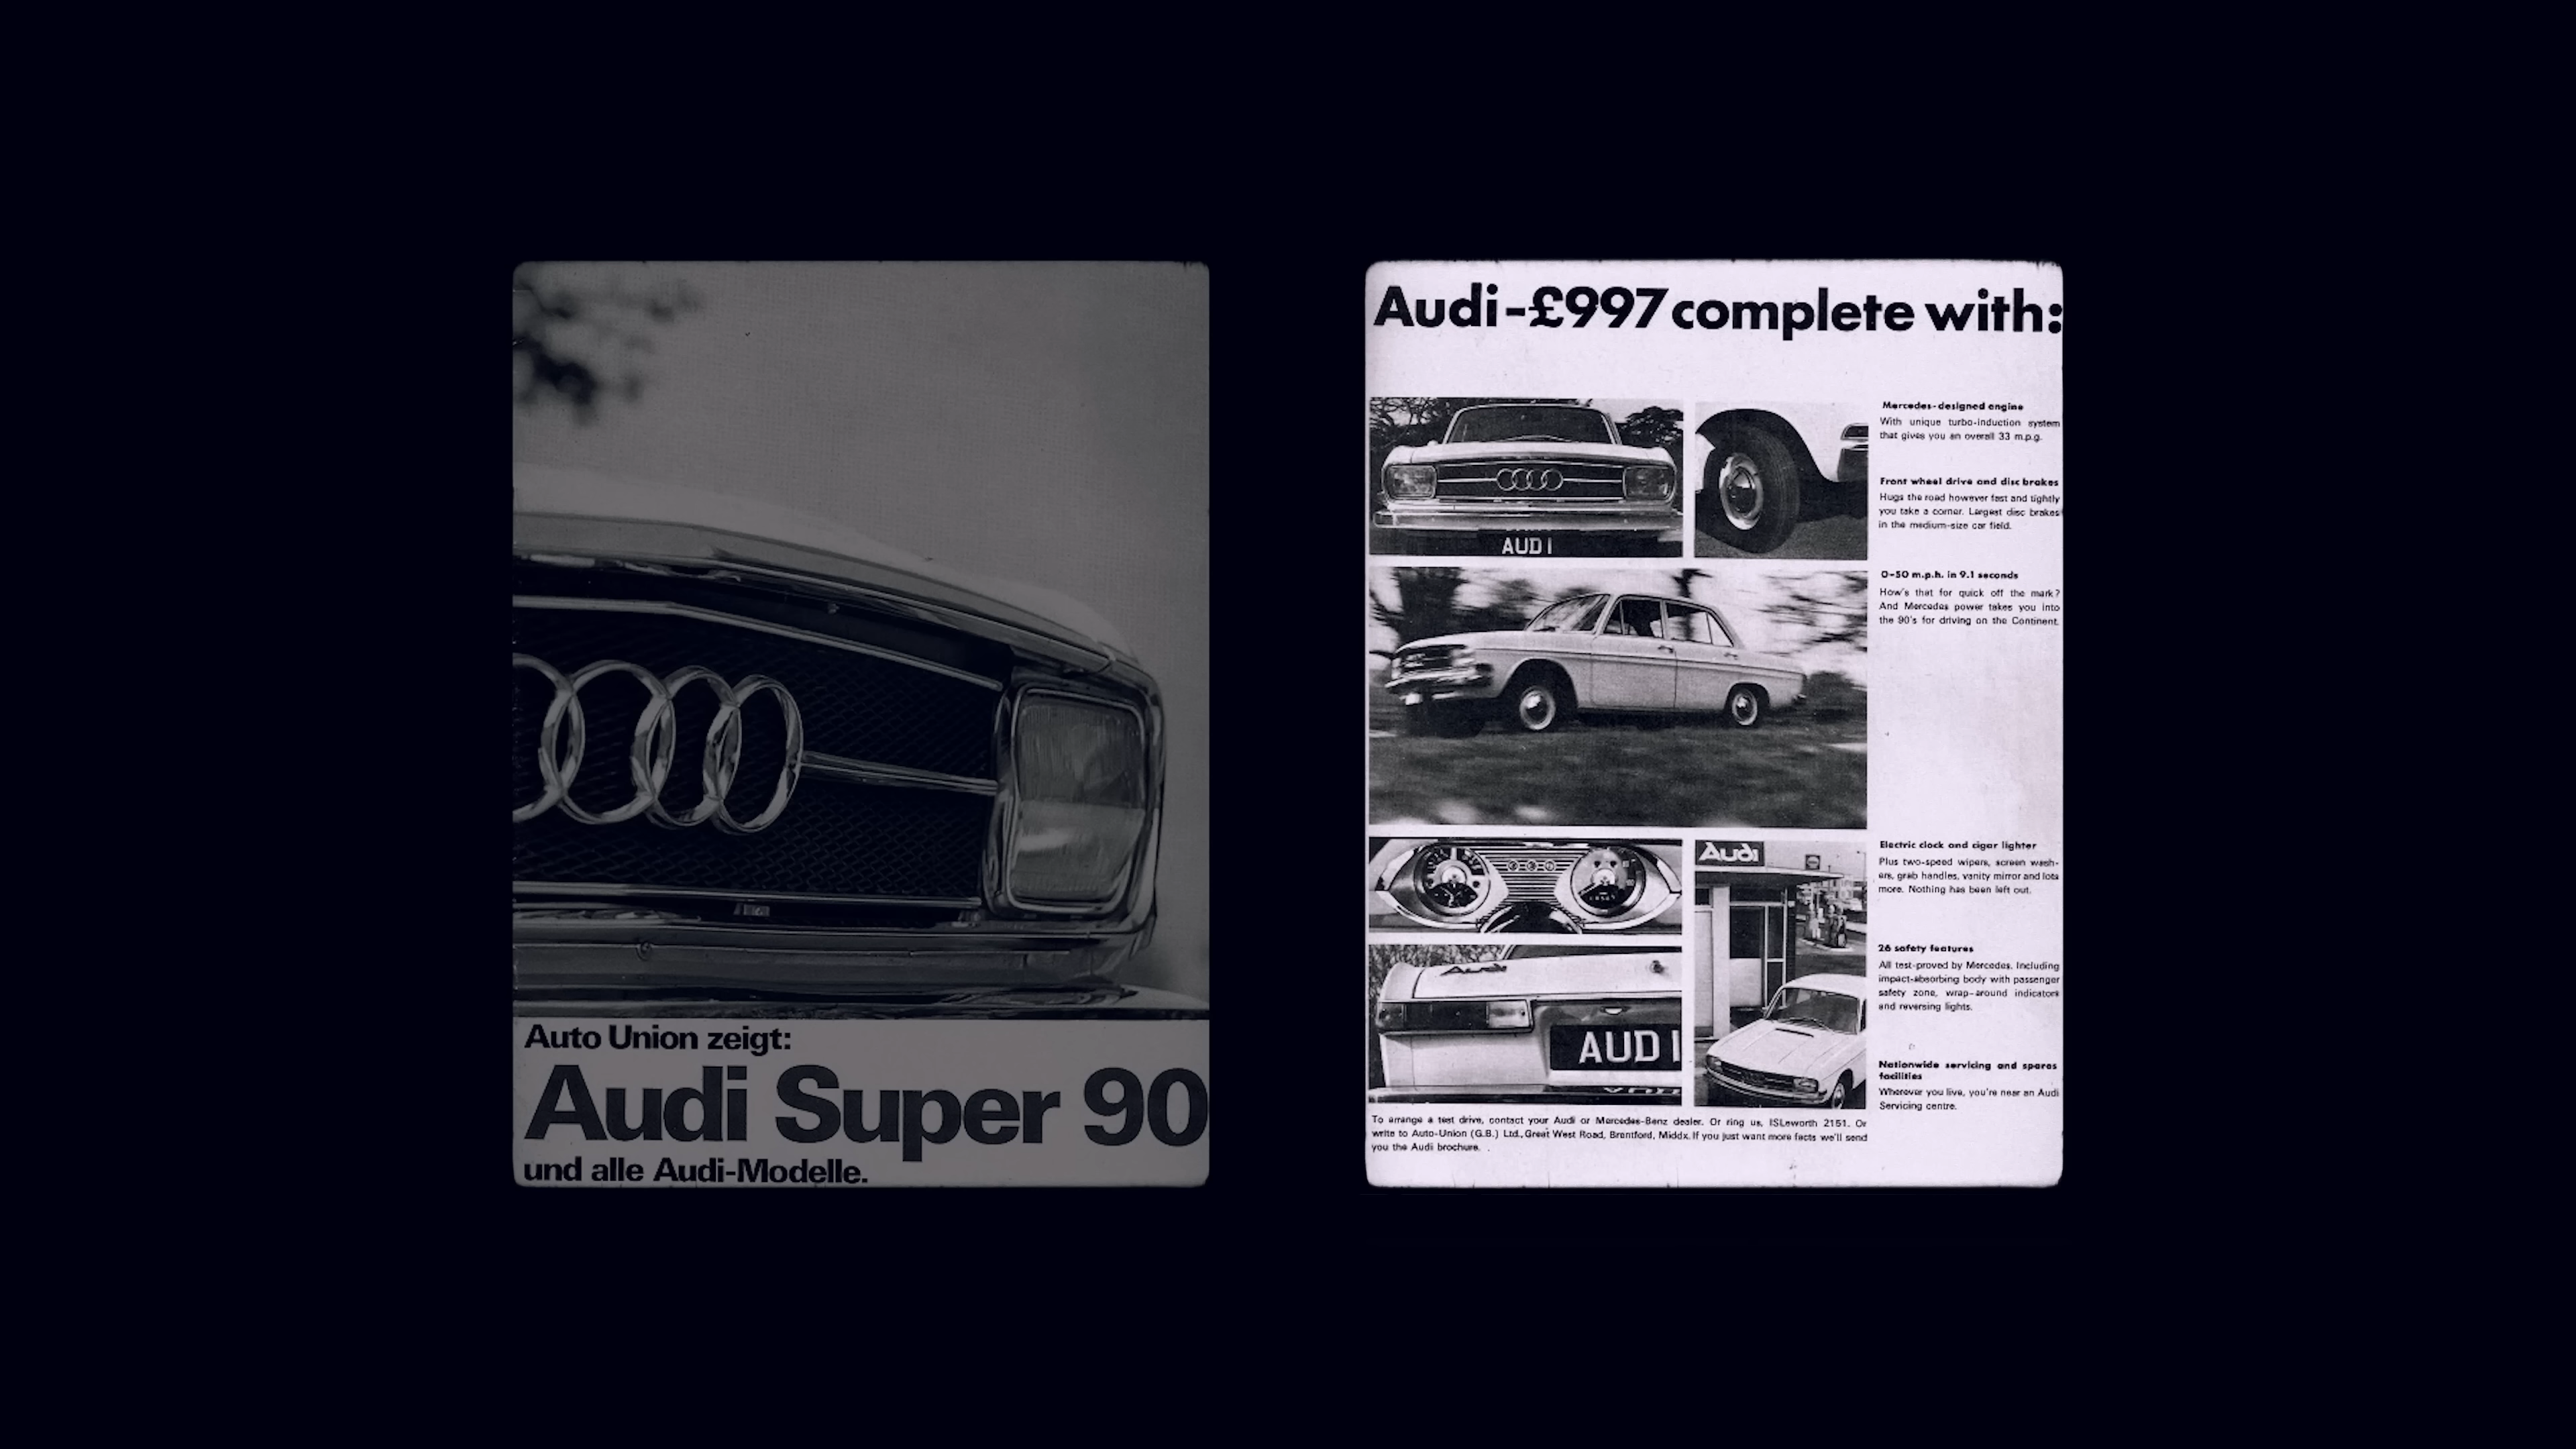 Auto Union zeigt:
Audi Super 90
und alle Audi-Modelle.
Audi-£997 complete with:
AUD 1
Mercedes-designed engine
With unique turbo-induction system
that gives you an overall 33 m.p.g.
Front wheel drive and disc brakes
Hugs the road however fast and tightly
you take a corner. Largest disc brakes
in the medium-size car field.
0-50 m.p.h. in 9.1 seconds
How's that for quick off the mark?
And Mercedes power takes you into
the 90's for driving on the Continent.
Audi
Electric clock and cigar lighter
Plus two-speed wipers, screen wash-
ers, grab handles, vanity mirror and lots
more. Nothing has been left out.
Audi
AUD 1
26 safety features
All test-proved by Mercedes. Including
impact-absorbing body with passenger
safety zone, wrap-around indicators
and reversing lights.
Nationwide servicing and spares
facilities
Wherever you live, you're near an Audi
Servicing centre.
To arrange a test drive, contact your Audi or Mercedes-Benz dealer. Or ring us, ISLeworth 2151. Or
write to Auto-Union (G.B.) Ltd., Great West Road, Brentford, Middx. If you just want more facts we'll send
you the Audi brochure.